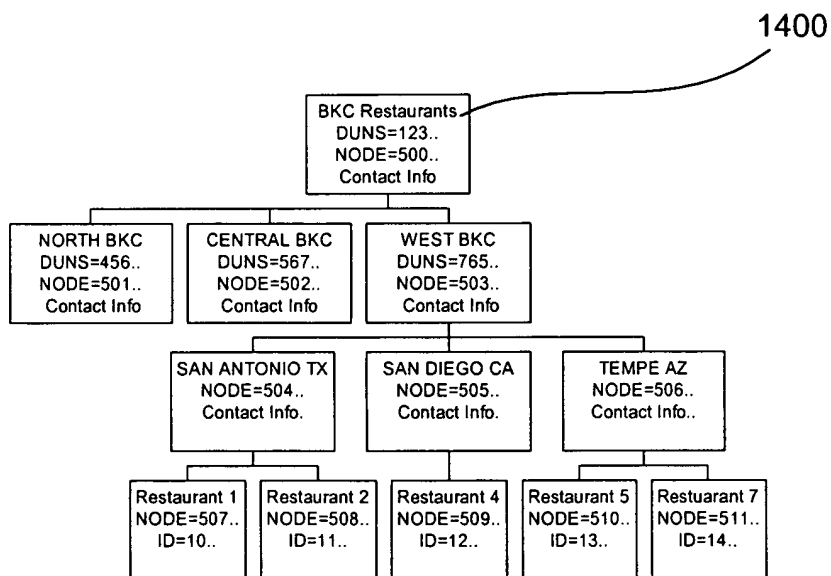 1400
BKC Restaurants
DUNS=123..
NODE=500..
Contact Info
NORTH BKC
DUNS=456..
NODE=501..
Contact Info
CENTRAL BKC
DUNS=567..
NODE=502..
Contact Info
WEST BKC
DUNS=765..
NODE=503..
Contact Info
SAN ANTONIO TX
NODE=504..
Contact Info.
SAN DIEGO CA
NODE=505..
Contact Info.
TEMPE AZ
NODE=506..
Contact Info..
Restaurant 1
NODE=507..
ID=10..
Restaurant 2
NODE=508..
ID=11..
Restaurant 4
NODE=509..
ID=12..
Restaurant 5
NODE=510..
ID=13..
Restuarant 7
NODE=511..
ID=14..